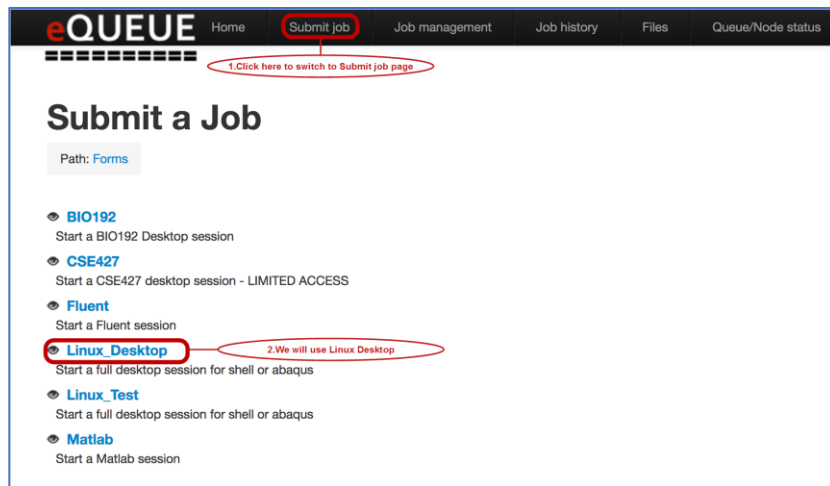 eQUEUE Home Submit job Job management Job history Files Queue/Node status
1.Click here to switch to Submit job page
Submit a Job
Path: Forms
BIO192
Start a BIO192 Desktop session
CSE427
Start a CSE427 desktop session - LIMITED ACCESS
Fluent
Start a Fluent session
Linux_Desktop 2.We will use Linux Desktop
Start a full desktop session for shell or abaqus
Linux_Test
Start a full desktop session for shell or abaqus
Matlab
Start a Matlab session